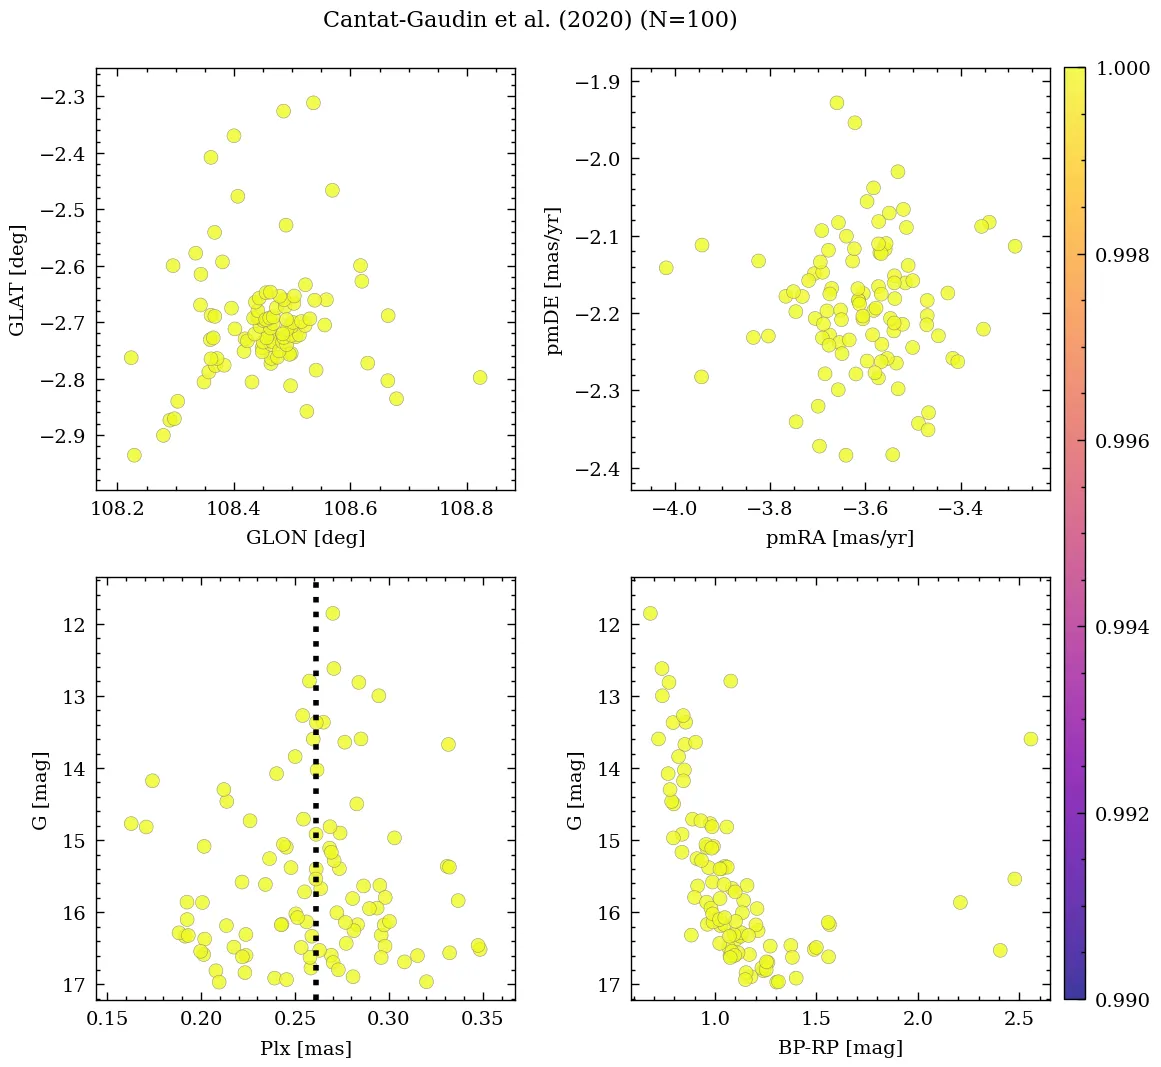 Cantat-Gaudin et al. (2020) (N=100)
−2.3
−2.4
−2.5
−2.6
−2.7
−2.8
−2.9
GLAT [deg]
108.2 108.4 108.6 108.8
GLON [deg]
−1.9
−2.0
−2.1
−2.2
−2.3
−2.4
pmDE [mas/yr]
−4.0 −3.8 −3.6 −3.4
pmRA [mas/yr]
12
13
14
15
16
17
G [mag]
0.15 0.20 0.25 0.30 0.35
Plx [mas]
12
13
14
15
16
17
G [mag]
1.0 1.5 2.0 2.5
BP-RP [mag]
1.000
0.998
0.996
0.994
0.992
0.990